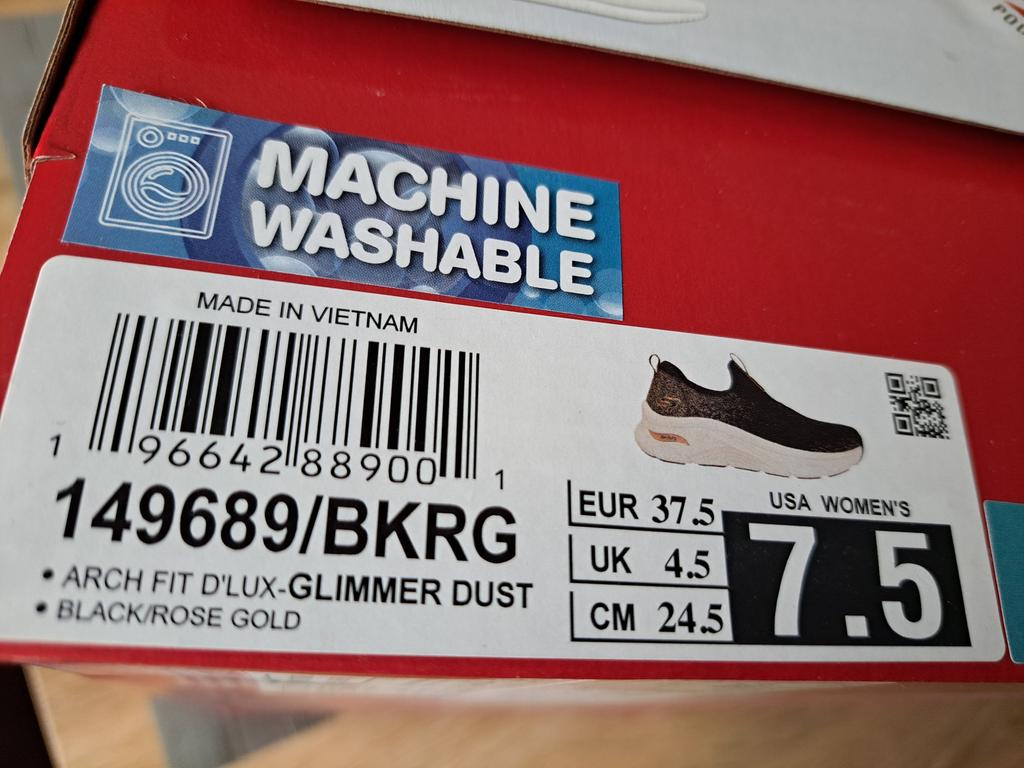 MACHINE
WASHABLE
MADE IN VIETNAM
1 96642 88900 1
149689/BKRG
• ARCH FIT D'LUX-GLIMMER DUST
• BLACK/ROSE GOLD
EUR 37.5
UK 4.5
CM 24.5
USA WOMEN'S
7.5